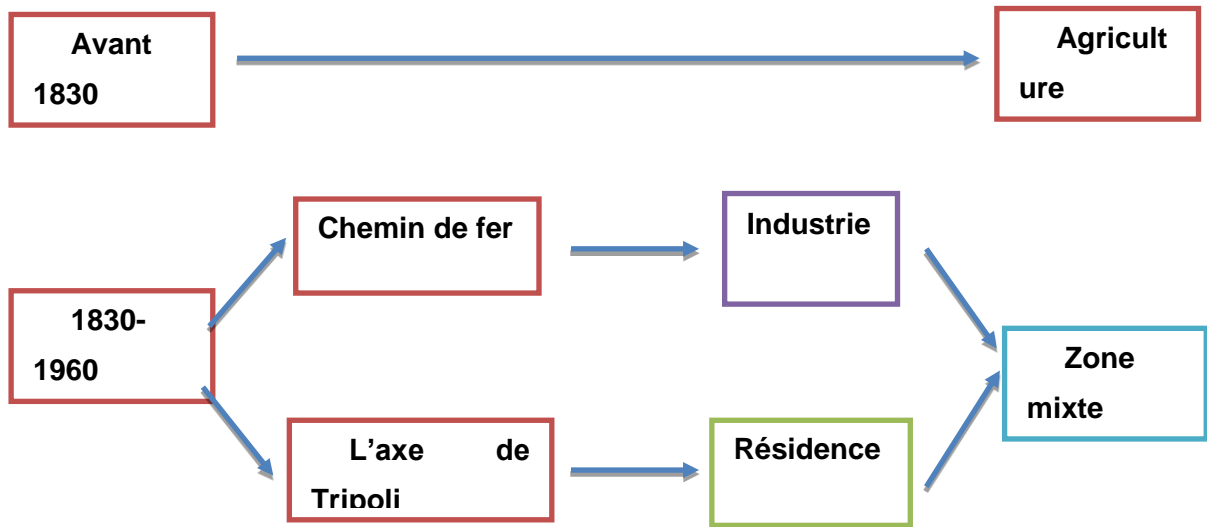 Avant
1830
Agricult
ure
Chemin de fer
Industrie
1830-
1960
Zone
mixte
L’axe de
Tripoli
Résidence